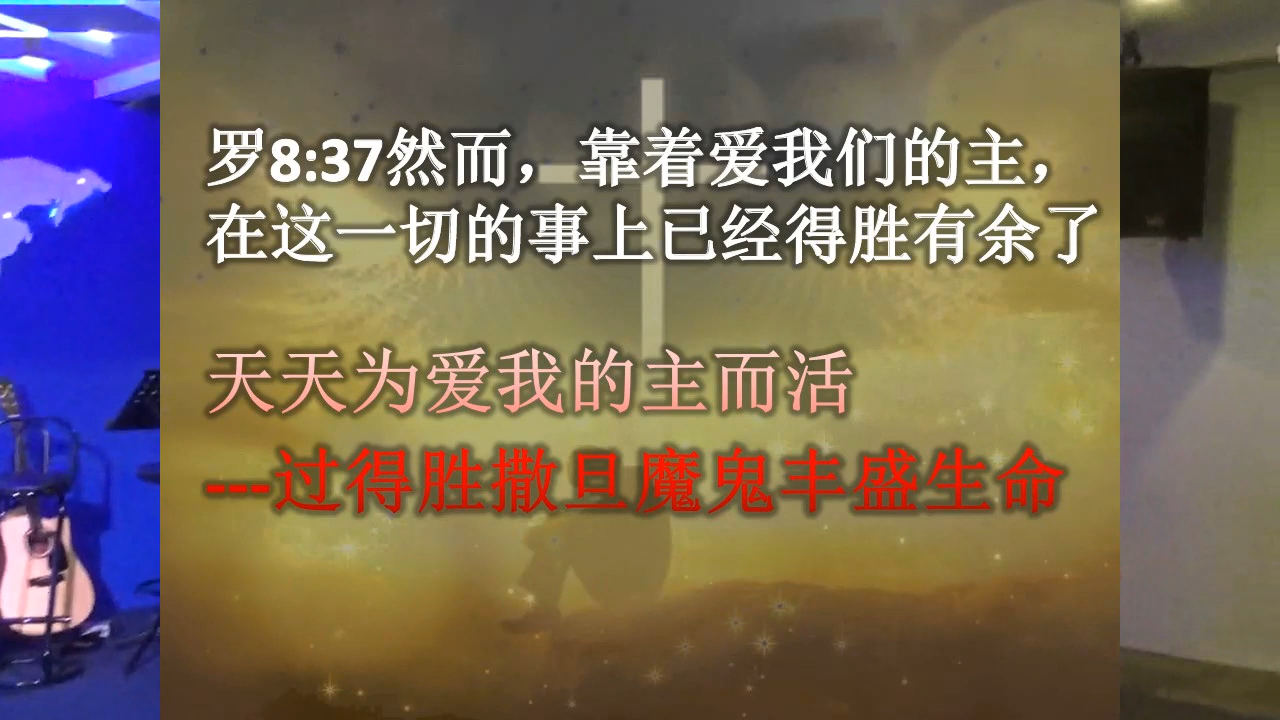 罗8:37然而，靠着爱我们的主，
在这一切的事上已经得胜有余了
天天为爱我的主而活
---过得胜撒旦魔鬼丰盛生命